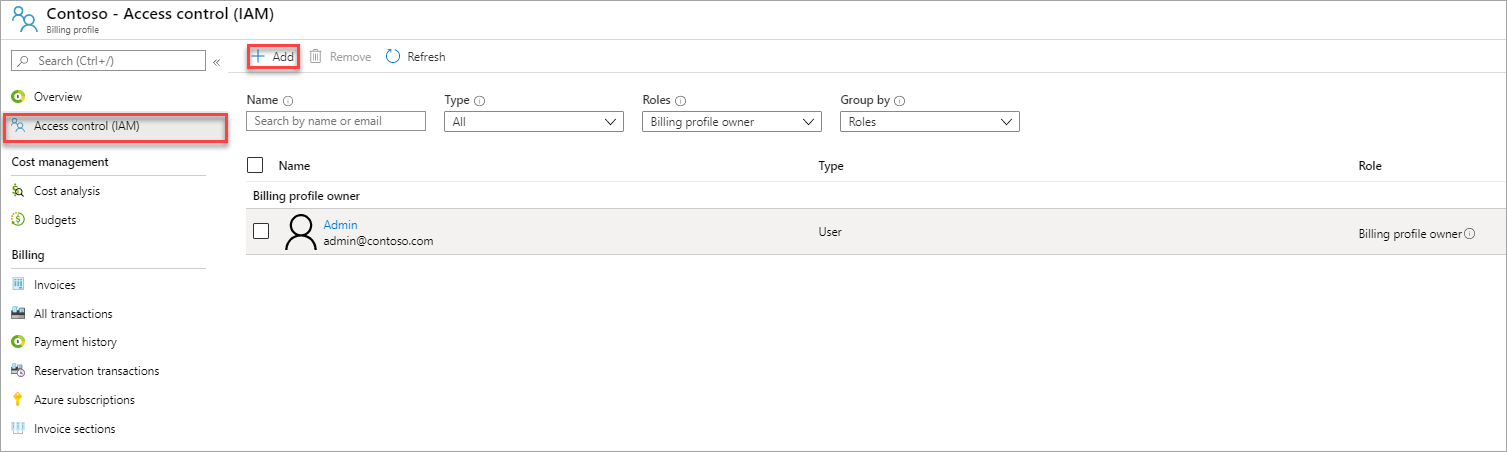 Contoso - Access control (IAM)
Billing profile
Search (Ctrl+/)
«
Overview
Access control (IAM)
Cost management
Cost analysis
Budgets
Billing
Invoices
All transactions
Payment history
Reservation transactions
Azure subscriptions
Invoice sections
Add Remove Refresh
Name Type Roles Group by
Search by name or email All Billing profile owner Roles
Name Type Role
Billing profile owner
Admin
admin@contoso.com User Billing profile owner